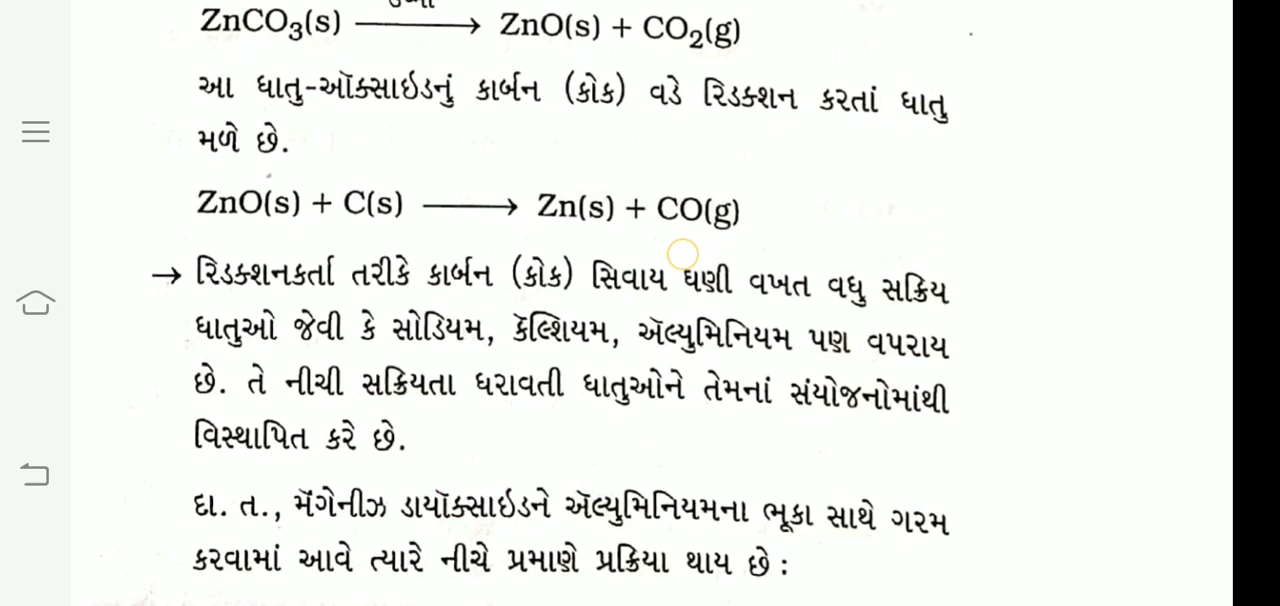 ZnCO₃(s) ⟶ ZnO(s) + CO₂(g)
આ ધાતુ-ઑક્સાઇડનું કાર્બન (કોક) વડે રિડક્શન કરતાં ધાતુ
મળે છે.
ZnO(s) + C(s) ⟶ Zn(s) + CO(g)
→ રિડક્શનકર્તા તરીકે કાર્બન (કોક) સિવાય ઘણી વખત વધુ સક્રિય
ધાતુઓ જેવી કે સોડિયમ, કૅલ્શિયમ, ઍલ્યુમિનિયમ પણ વપરાય
છે. તે નીચી સક્રિયતા ધરાવતી ધાતુઓને તેમનાં સંયોજનોમાંથી
વિસ્થાપિત કરે છે.
દા. ત., મૅંગેનીઝ ડાયૉક્સાઇડને ઍલ્યુમિનિયમના ભૂકા સાથે ગરમ
કરવામાં આવે ત્યારે નીચે પ્રમાણે પ્રક્રિયા થાય છે :